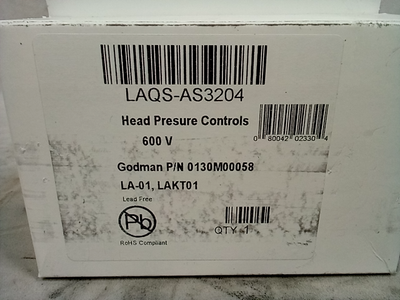 LAQS-AS3204
Head Presure Controls
600 V
0 80042 02330 4
Godman P/N 0130M00058
LA-01, LAKT01
Lead Free
Pb
RoHS Compliant
QTY 1